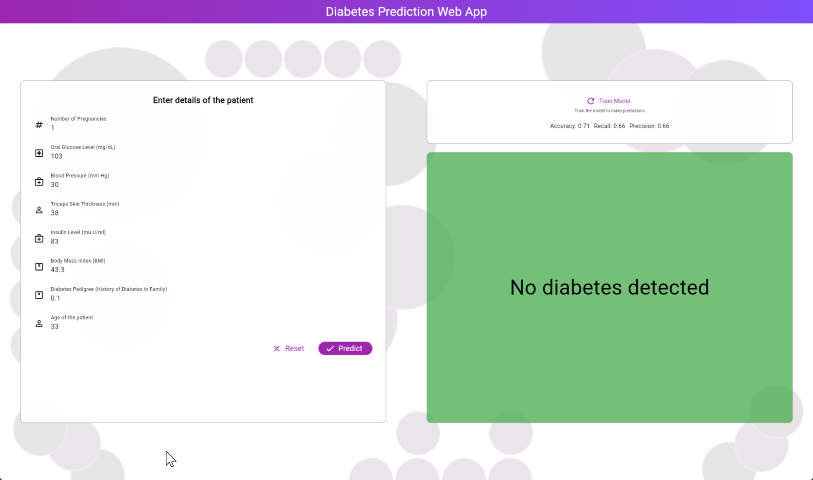 Diabetes Prediction Web App
Enter details of the patient
Number of Pregnancies
1
Oral Glucose Level (mg/dL)
103
Blood Pressure (mm Hg)
30
Triceps Skin Thickness (mm)
38
Insulin Level (mu U/ml)
83
Body Mass Index (BMI)
43.3
Diabetes Pedigree (History of Diabetes in Family)
0.1
Age of the patient
33
Reset
Predict
Train Model
Train the model to make predictions
Accuracy: 0.71 Recall: 0.66 Precision: 0.66
No diabetes detected